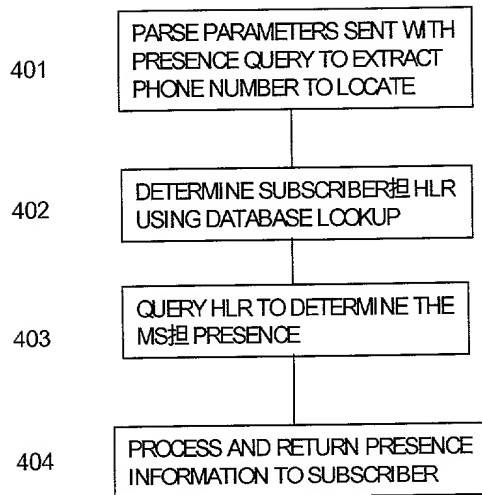 401
PARSE PARAMETERS SENT WITH
PRESENCE QUERY TO EXTRACT
PHONE NUMBER TO LOCATE
402
DETERMINE SUBSCRIBER担 HLR
USING DATABASE LOOKUP
403
QUERY HLR TO DETERMINE THE
MS担 PRESENCE
404
PROCESS AND RETURN PRESENCE
INFORMATION TO SUBSCRIBER